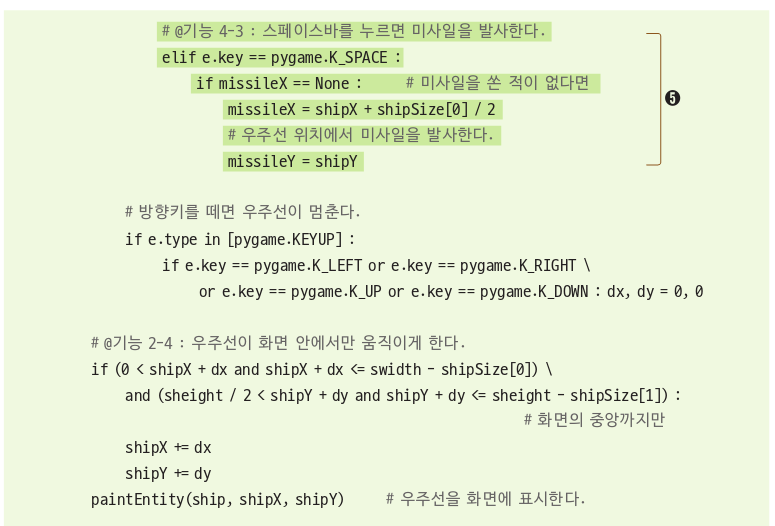 # @기능 4-3 : 스페이스바를 누르면 미사일을 발사한다.
elif e.key == pygame.K_SPACE :
if missileX == None : # 미사일을 쏜 적이 없다면
missileX = shipX + shipSize[0] / 2
# 우주선 위치에서 미사일을 발사한다.
missileY = shipY
❺
# 방향키를 떼면 우주선이 멈춘다.
if e.type in [pygame.KEYUP] :
if e.key == pygame.K_LEFT or e.key == pygame.K_RIGHT \
or e.key == pygame.K_UP or e.key == pygame.K_DOWN : dx, dy = 0, 0
# @기능 2-4 : 우주선이 화면 안에서만 움직이게 한다.
if (0 < shipX + dx and shipX + dx <= swidth - shipSize[0]) \
and (sheight / 2 < shipY + dy and shipY + dy <= sheight - shipSize[1]) :
# 화면의 중앙까지만
shipX += dx
shipY += dy
paintEntity(ship, shipX, shipY) # 우주선을 화면에 표시한다.